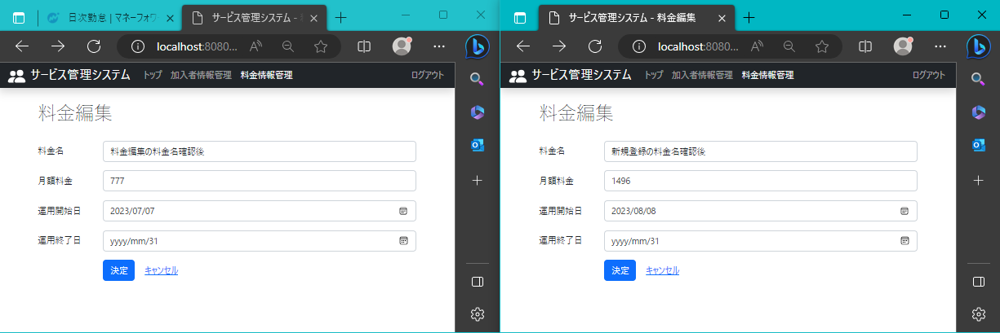 日次勤怠 | マネーフォワ
サービス管理システム -
localhost:8080...
サービス管理システム
トップ
加入者情報管理
料金情報管理
ログアウト
料金編集
料金名
料金編集の料金名確認後
月額料金
777
運用開始日
2023/07/07
運用終了日
yyyy/mm/31
決定
キャンセル
サービス管理システム - 料金編集
localhost:8080...
サービス管理システム
トップ
加入者情報管理
料金情報管理
ログアウト
料金編集
料金名
新規登録の料金名確認後
月額料金
1496
運用開始日
2023/08/08
運用終了日
yyyy/mm/31
決定
キャンセル